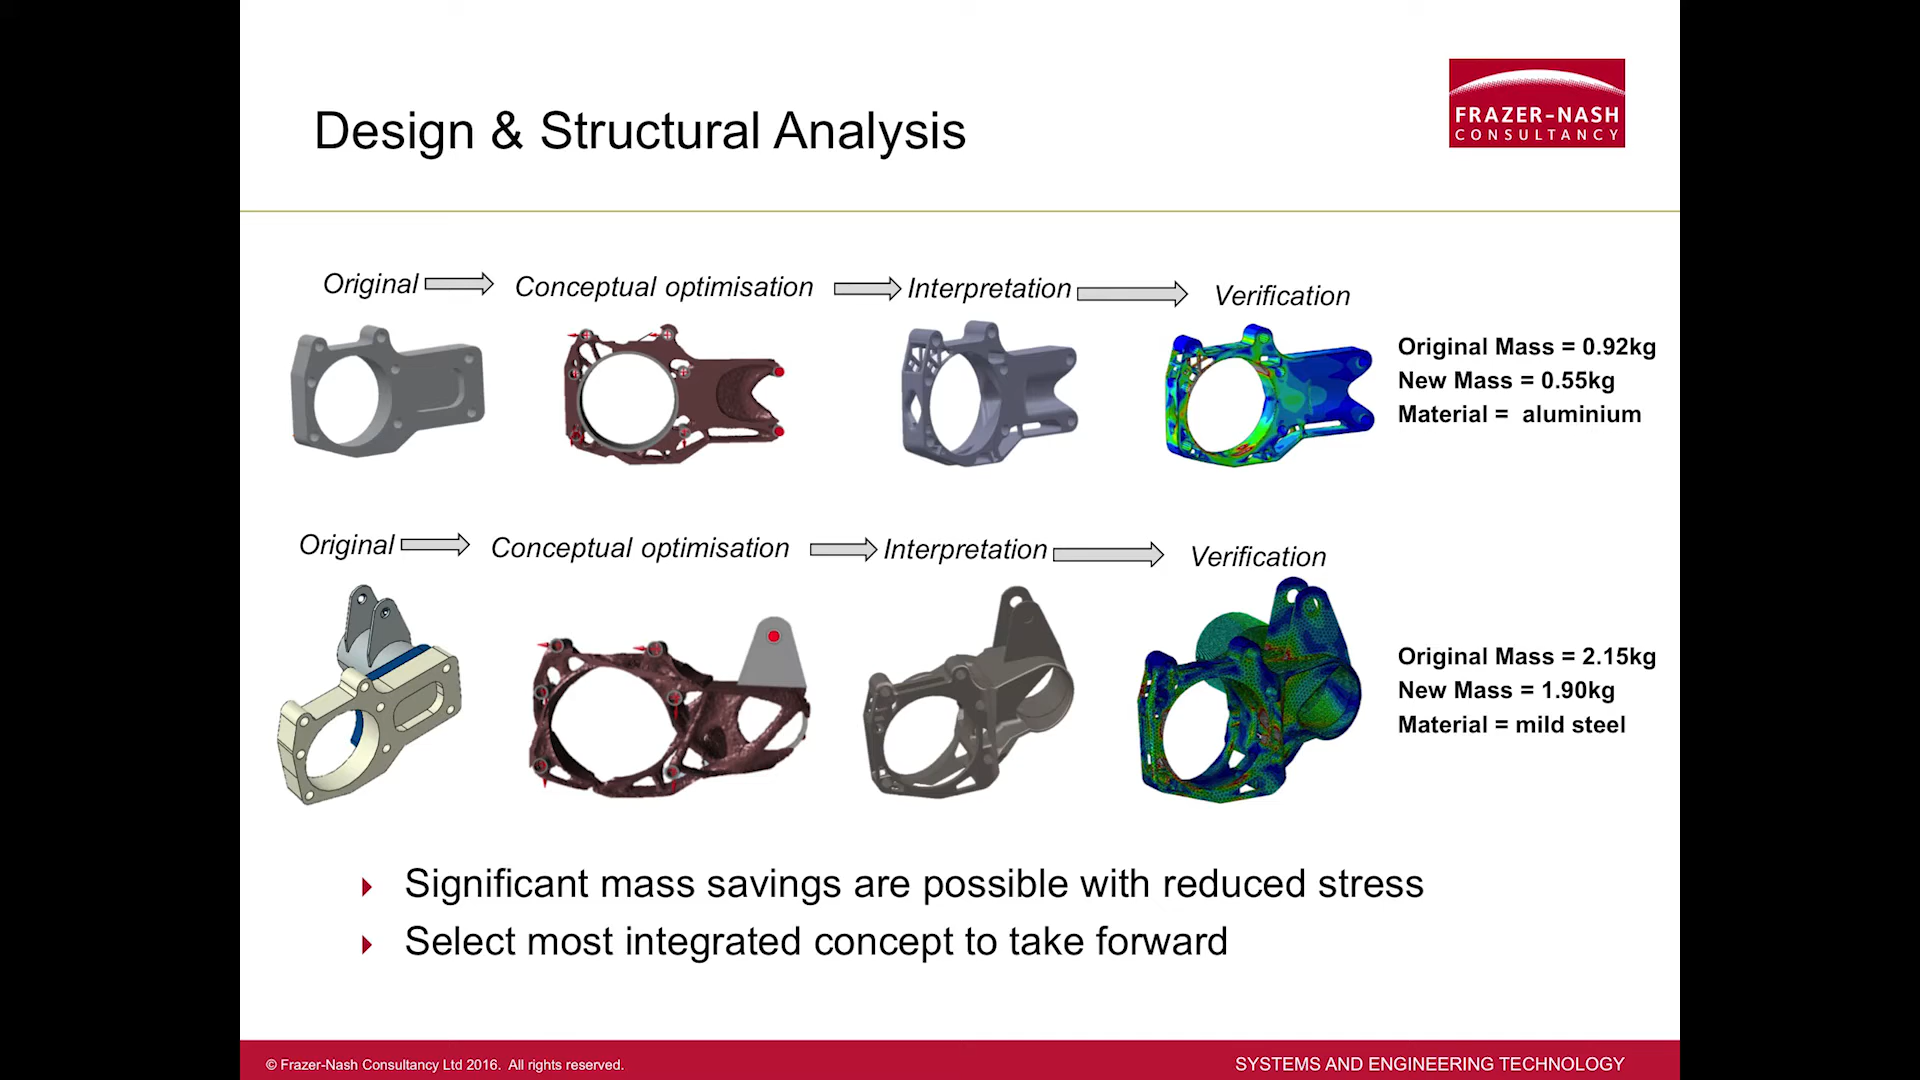 FRAZER-NASH
CONSULTANCY
Design & Structural Analysis
Original
Conceptual optimisation
Interpretation
Verification
Original Mass = 0.92kg
New Mass = 0.55kg
Material = aluminium
Original
Conceptual optimisation
Interpretation
Verification
Original Mass = 2.15kg
New Mass = 1.90kg
Material = mild steel
Significant mass savings are possible with reduced stress
Select most integrated concept to take forward
© Frazer-Nash Consultancy Ltd 2016. All rights reserved.
SYSTEMS AND ENGINEERING TECHNOLOGY